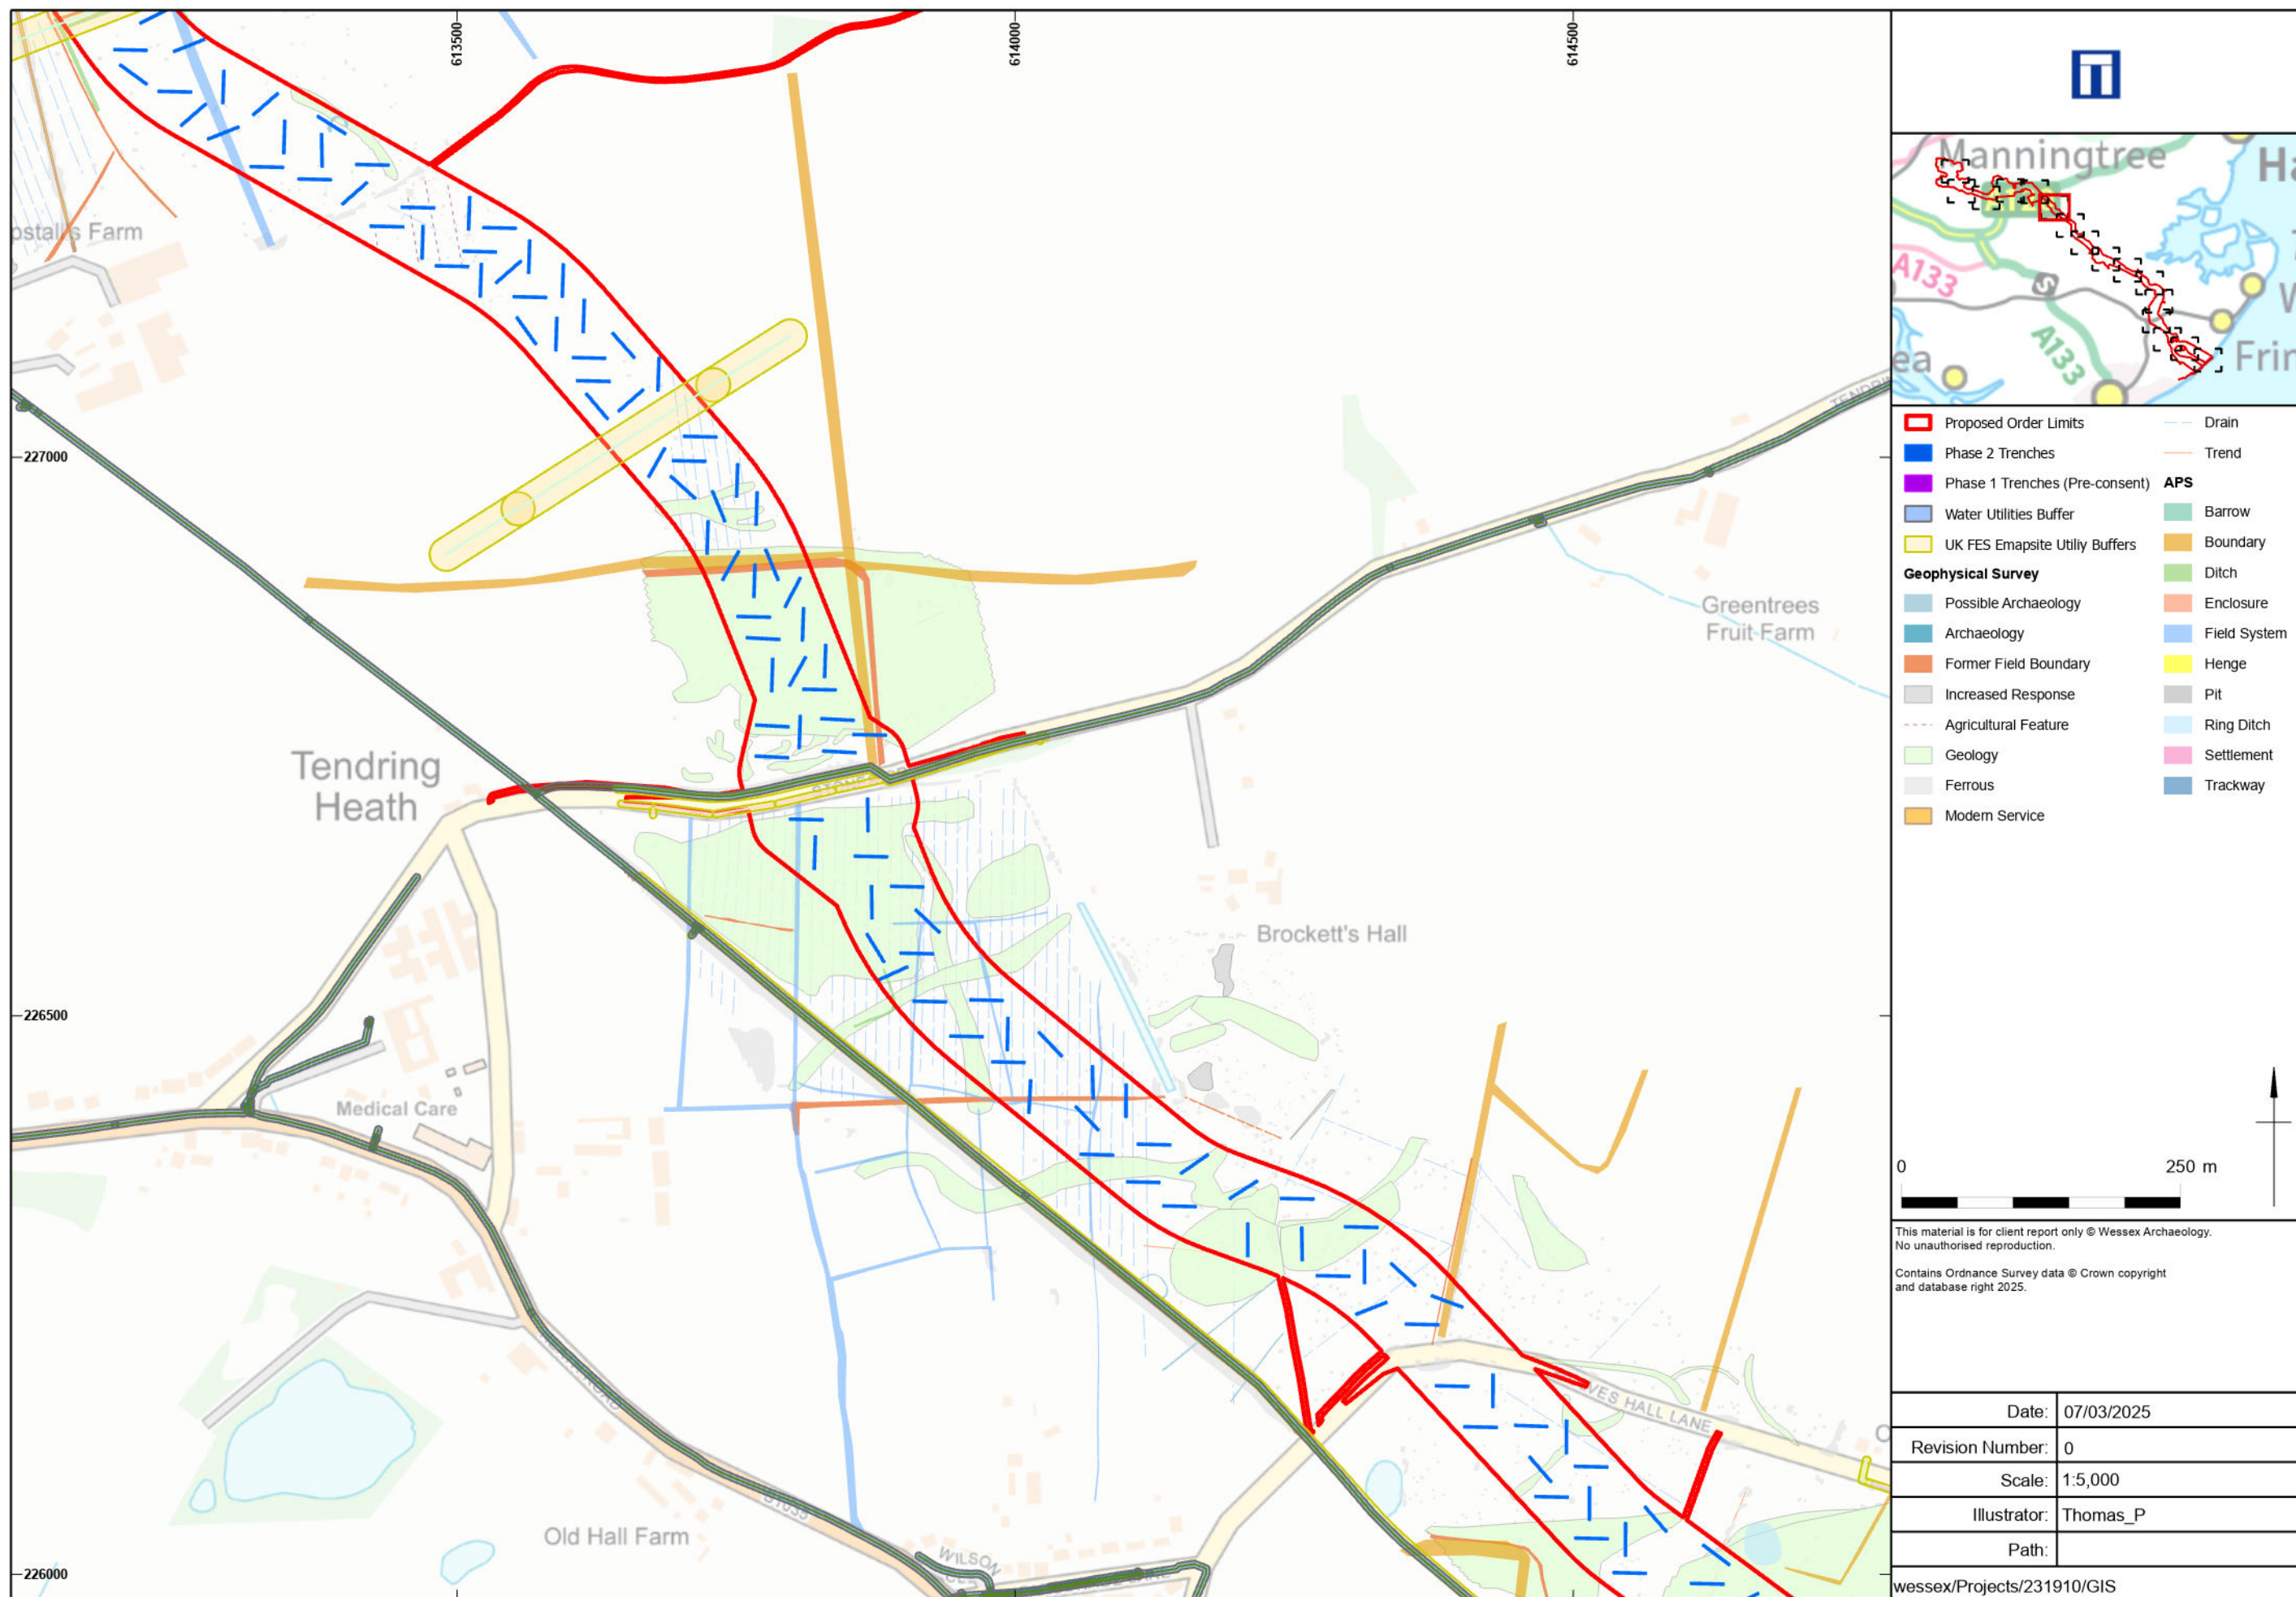 613500
614000
614500
227000
226500
226000
Farm
Tendring
Heath
Medical Care
Old Hall Farm
WILSON
Brockett's Hall
Greentrees
Fruit Farm
HALL LANE
Manningtree
A133
A133
S
Proposed Order Limits
Phase 2 Trenches
Phase 1 Trenches (Pre-consent)
Water Utilities Buffer
UK FES Emapsite Utiliy Buffers
Geophysical Survey
Possible Archaeology
Archaeology
Former Field Boundary
Increased Response
Agricultural Feature
Geology
Ferrous
Modern Service
Drain
Trend
APS
Barrow
Boundary
Ditch
Enclosure
Field System
Henge
Pit
Ring Ditch
Settlement
Trackway
0 250 m
This material is for client report only © Wessex Archaeology.
No unauthorised reproduction.
Contains Ordnance Survey data © Crown copyright
and database right 2025.
Date: 07/03/2025
Revision Number: 0
Scale: 1:5,000
Illustrator: Thomas_P
Path:
wessex/Projects/231910/GIS